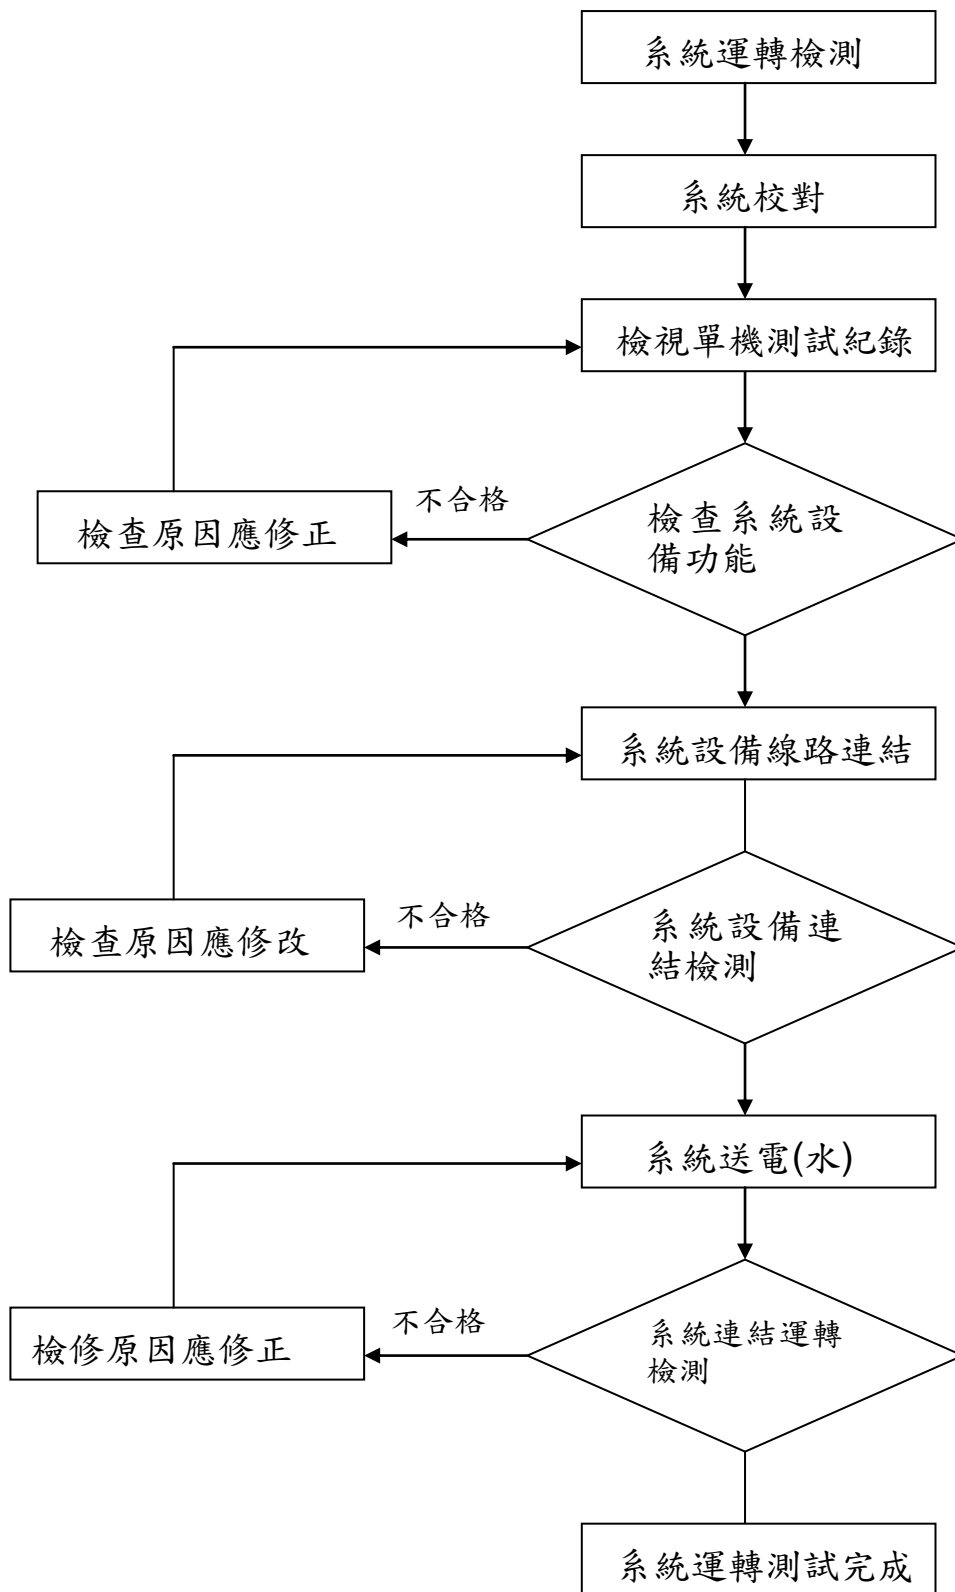 系統運轉檢測
系統校對
檢視單機測試紀錄
不合格
檢查系統設
備功能
檢查原因應修正
系統設備線路連結
不合格
系統設備連
結檢測
檢查原因應修改
系統送電(水)
不合格
系統連結運轉
檢測
檢修原因應修正
系統運轉測試完成